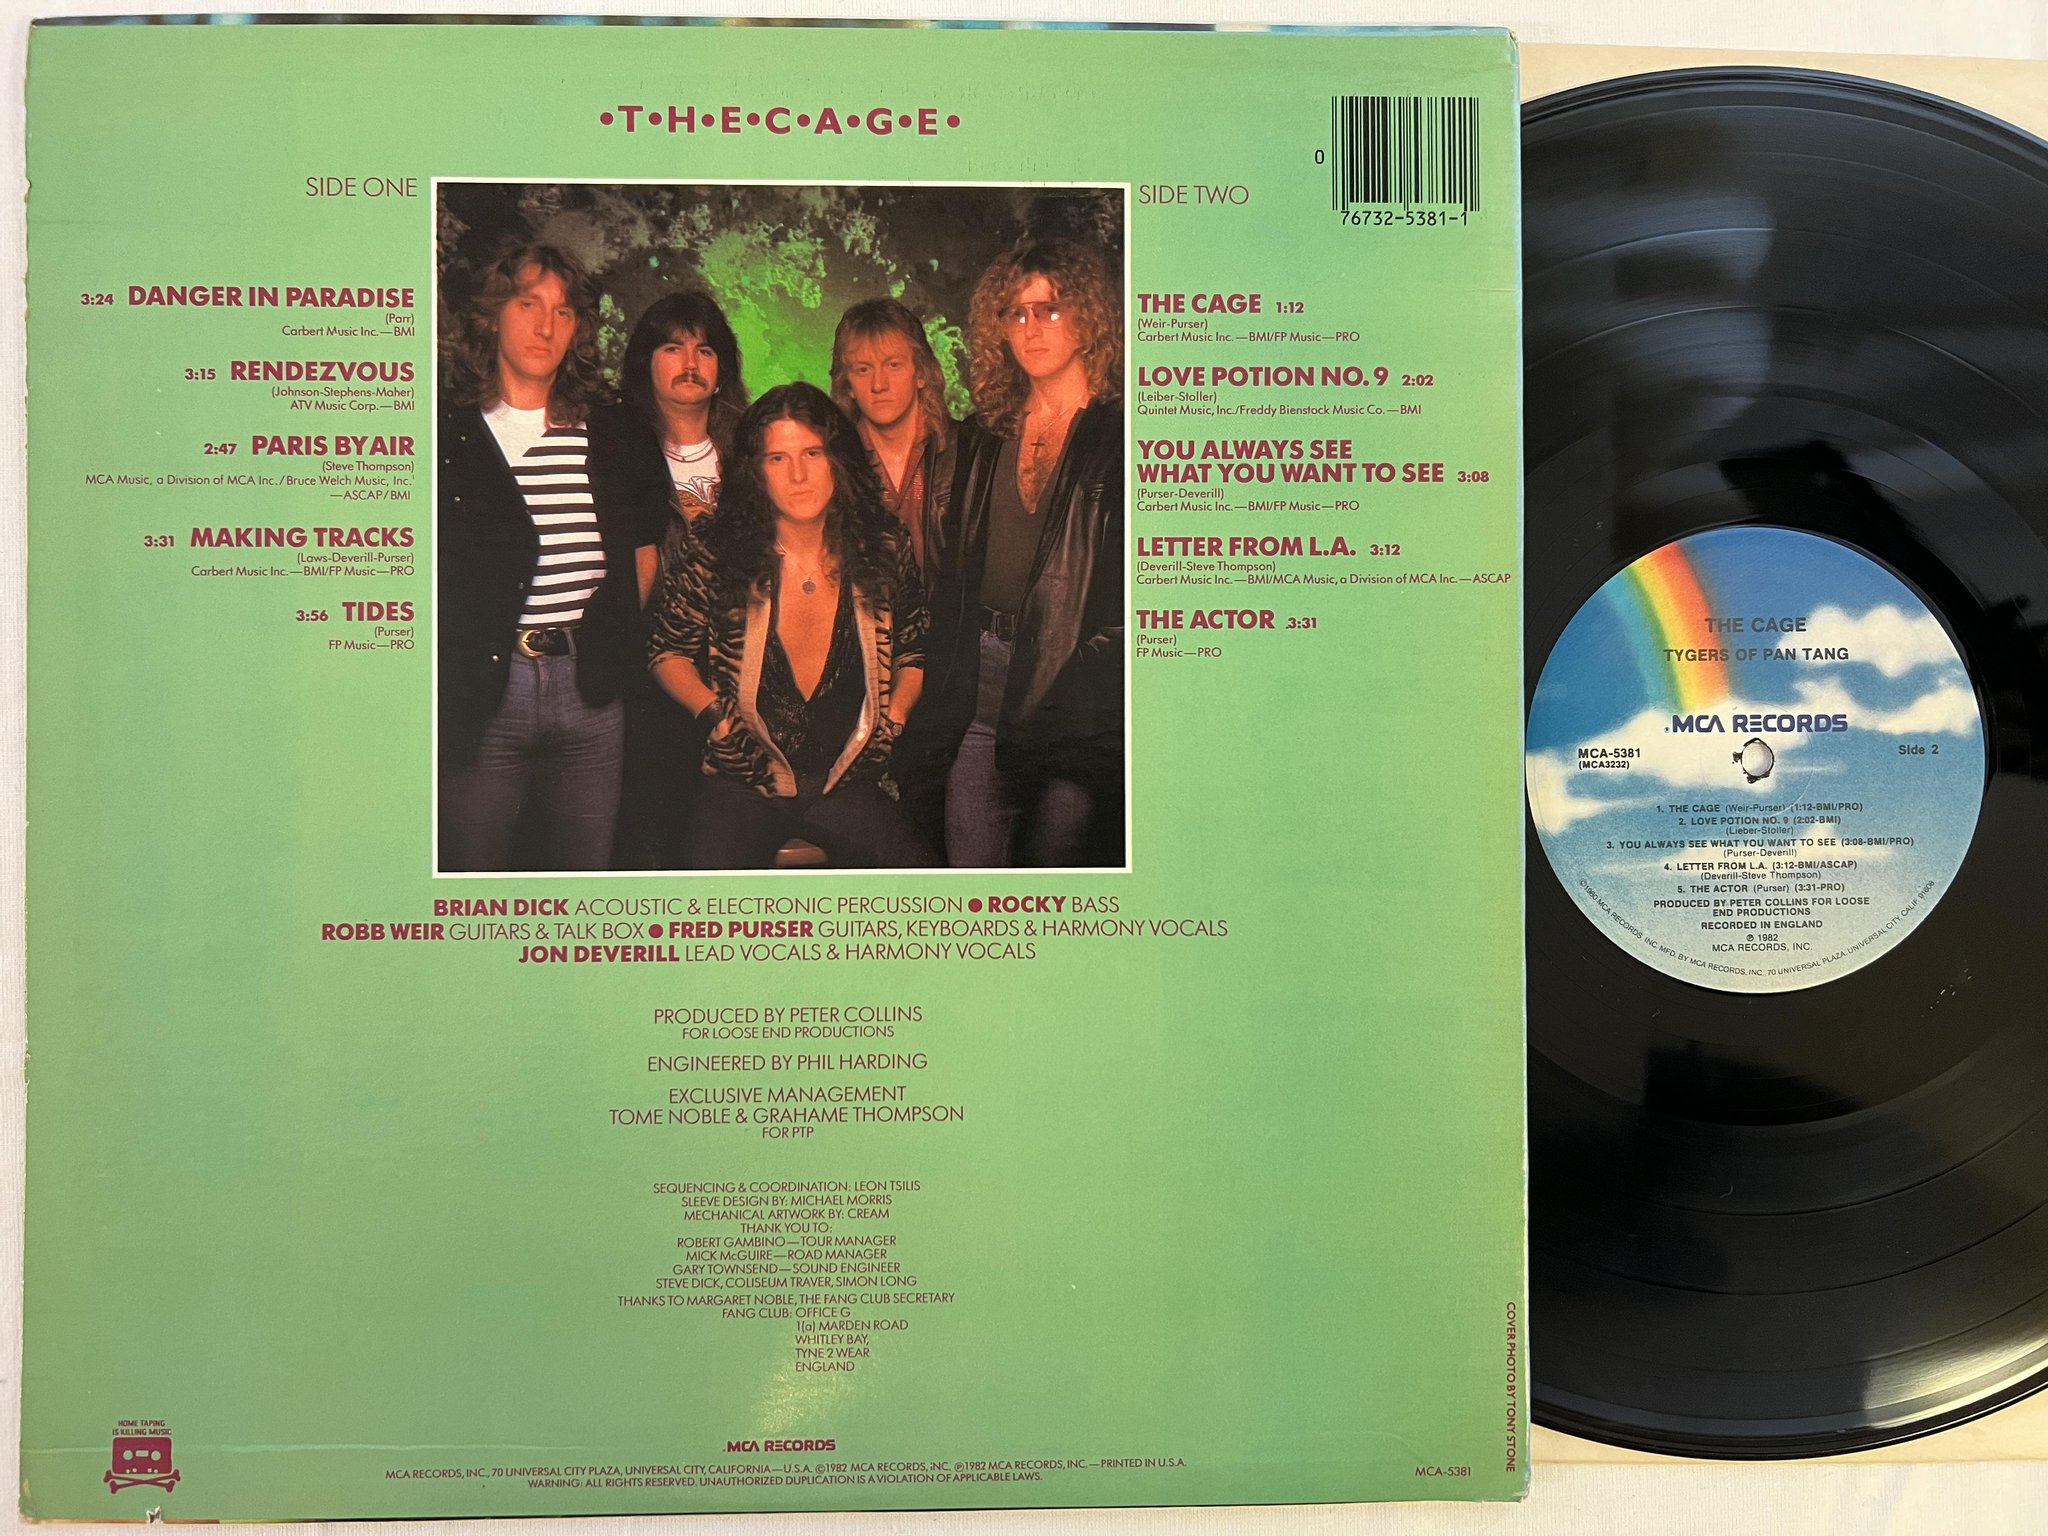 •T•H•E•C•A•G•E•
0
76732-5381-1
SIDE ONE
3:24 DANGER IN PARADISE
(Parr)
Carbert Music Inc.—BMI
3:15 RENDEZVOUS
(Johnson-Stephens-Maher)
ATV Music Corp.—BMI
2:47 PARIS BY AIR
(Steve Thompson)
MCA Music, a Division of MCA Inc./Bruce Welch Music, Inc.
—ASCAP/BMI
3:31 MAKING TRACKS
(Laws-Deverill-Purser)
Carbert Music Inc.—BMI/FP Music—PRO
3:56 TIDES
(Purser)
FP Music—PRO
SIDE TWO
THE CAGE 1:12
(Weir-Purser)
Carbert Music Inc.—BMI/FP Music—PRO
LOVE POTION NO. 9 2:02
(Leiber-Stoller)
Quintet Music, Inc./Freddy Bienstock Music Co.—BMI
YOU ALWAYS SEE
WHAT YOU WANT TO SEE 3:08
(Purser-Deverill)
Carbert Music Inc.—BMI/FP Music—PRO
LETTER FROM L.A. 3:12
(Deverill-Steve Thompson)
Carbert Music Inc.—BMI/MCA Music, a Division of MCA Inc.—ASCAP
THE ACTOR 3:31
(Purser)
FP Music—PRO
BRIAN DICK ACOUSTIC & ELECTRONIC PERCUSSION ● ROCKY BASS
ROBB WEIR GUITARS & TALK BOX ● FRED PURSER GUITARS, KEYBOARDS & HARMONY VOCALS
JON DEVERILL LEAD VOCALS & HARMONY VOCALS
PRODUCED BY PETER COLLINS
FOR LOOSE END PRODUCTIONS
ENGINEERED BY PHIL HARDING
EXCLUSIVE MANAGEMENT
TOME NOBLE & GRAHAME THOMPSON
FOR PTP
SEQUENCING & COORDINATION: LEON TSILIS
SLEEVE DESIGN BY: MICHAEL MORRIS
MECHANICAL ARTWORK BY: CREAM
THANK YOU TO:
ROBERT GAMBINO—TOUR MANAGER
MICK McGUIRE—ROAD MANAGER
GARY TOWNSEND—SOUND ENGINEER
STEVE DICK, COLISEUM TRAVER, SIMON LONG
THANKS TO MARGARET NOBLE, THE FANG CLUB SECRETARY
FANG CLUB: OFFICE G
1(a) MARDEN ROAD
WHITLEY BAY,
TYNE 2 WEAR
ENGLAND
HOME TAPING
IS KILLING MUSIC
MCA RECORDS
MCA RECORDS, INC., 70 UNIVERSAL CITY PLAZA, UNIVERSAL CITY, CALIFORNIA—U.S.A. ©1982 MCA RECORDS, INC. ℗1982 MCA RECORDS, INC.—PRINTED IN U.S.A.
WARNING: ALL RIGHTS RESERVED. UNAUTHORIZED DUPLICATION IS A VIOLATION OF APPLICABLE LAWS.
MCA-5381
COVER PHOTO BY TONY STONE
THE CAGE
TYGERS OF PAN TANG
MCA RECORDS
MCA-5381
(MCA3232)
Side 2
1. THE CAGE (Weir-Purser) (1:12-BMI/PRO)
2. LOVE POTION NO. 9 (2:02-BMI)
(Lieber-Stoller)
3. YOU ALWAYS SEE WHAT YOU WANT TO SEE (3:08-BMI/PRO)
(Purser-Deverill)
4. LETTER FROM L.A. (3:12-BMI/ASCAP)
(Deverill-Steve Thompson)
5. THE ACTOR (Purser) (3:31-PRO)
PRODUCED BY PETER COLLINS FOR LOOSE
END PRODUCTIONS
RECORDED IN ENGLAND
℗ 1982
MCA RECORDS, INC.
©1980 MCA RECORDS, INC. MFD. BY MCA RECORDS, INC., 70 UNIVERSAL PLAZA, UNIVERSAL CITY, CALIF. 91608